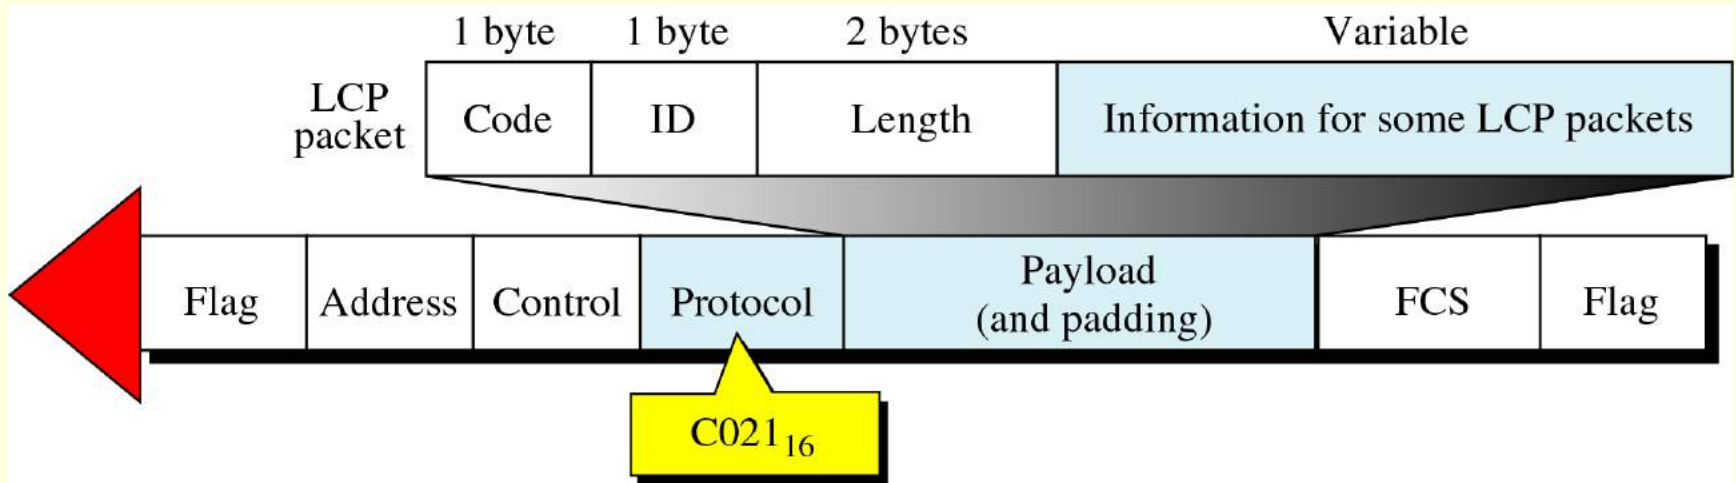 1 byte 1 byte 2 bytes Variable
LCP
packet
Code ID Length Information for some LCP packets
Flag Address Control Protocol Payload
(and padding) FCS Flag
C021₁₆